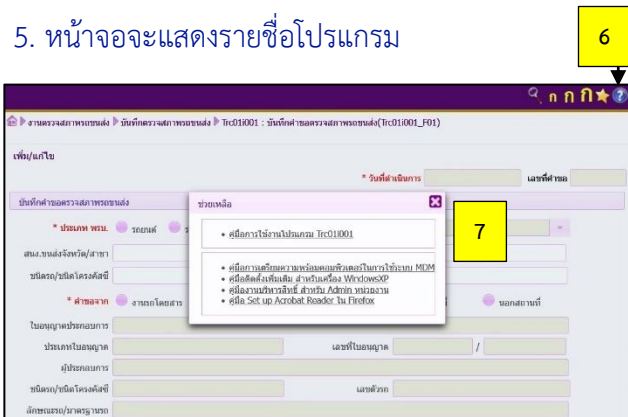 5. หน้าจอจะแสดงรายชื่อโปรแกรม
6
ก ก ก
งานตรวจสภาพรถขนส่ง บันทึกตรวจสภาพรถขนส่ง Trc01i001 : บันทึกคำขอตรวจสภาพรถขนส่ง(Trc01i001_F01)
เพิ่ม/แก้ไข
* วันที่ดำเนินการ เลขที่คำขอ
บันทึกคำขอตรวจสภาพรถขนส่ง
ช่วยเหลือ
* ประเภท พรบ. รถยนต์
• คู่มือการใช้งานโปรแกรม Trc01i001
7
สนง.ขนส่งจังหวัด/สาขา
• คู่มือการเตรียมความพร้อมคอมพิวเตอร์ในการใช้ระบบ MDM
ชนิดรถ/ชนิดโครงคัสซี
• คู่มือติดตั้งเพิ่มเติม สำหรับเครื่อง WindowsXP
• คู่มืองานบริหารสิทธิ์ สำหรับ Admin หน่วยงาน
* คำขอจาก งานรถโดยสาร นอกสถานที่
• คู่มือ Set up Acrobat Reader ใน Firefox
ใบอนุญาตประกอบการ
ประเภทใบอนุญาต เลขที่ใบอนุญาต /
ผู้ประกอบการ
ชนิดรถ/ชนิดโครงคัสซี เลขตัวรถ
ลักษณะรถ/มาตรฐานรถ